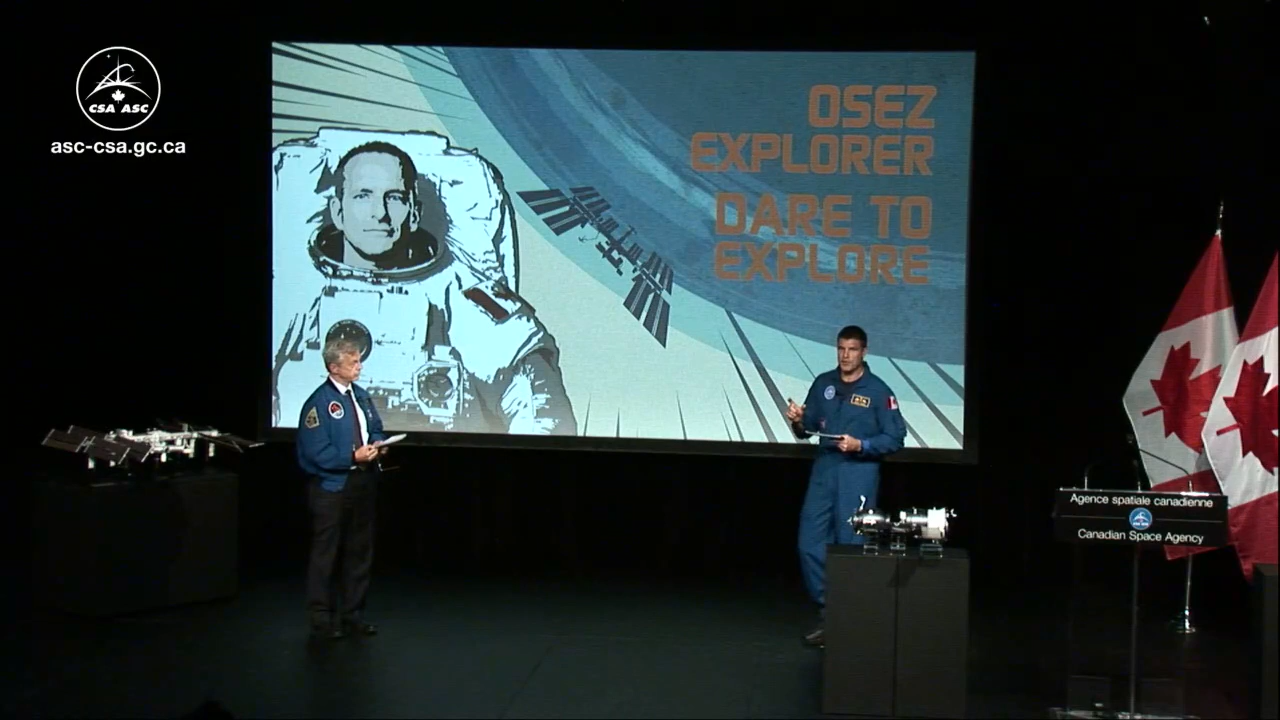 CSA ASC
asc-csa.gc.ca
OSEZ
EXPLORER
DARE TO
EXPLORE
Agence spatiale canadienne
Canadian Space Agency